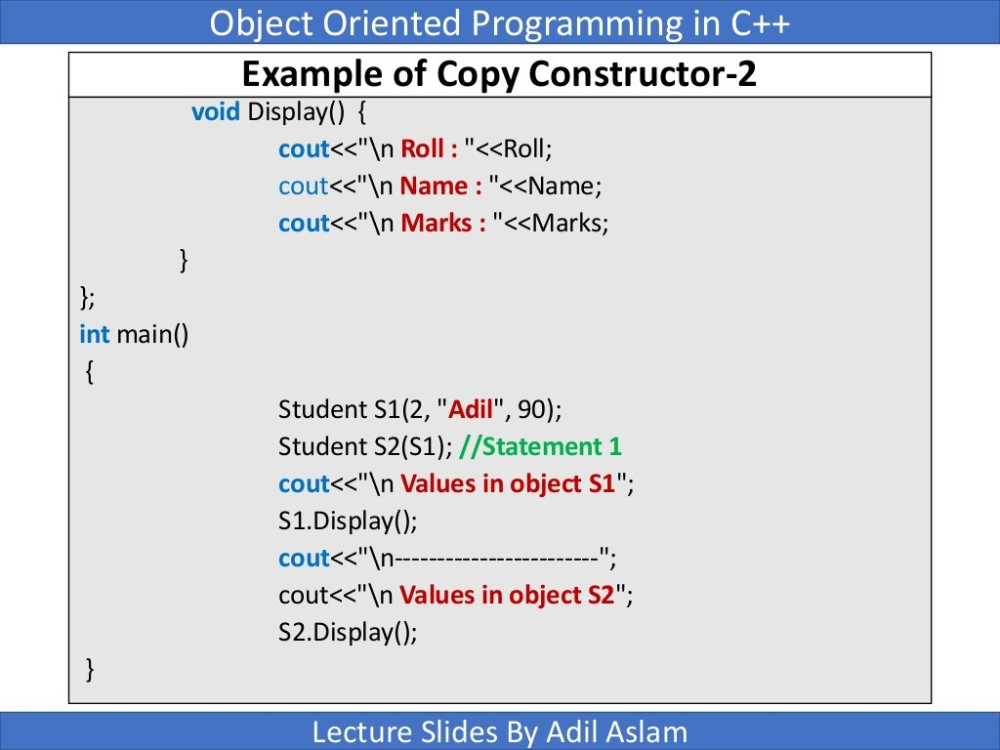 Object Oriented Programming in C++
Example of Copy Constructor-2
void Display() {
cout<<"\n Roll : "<<Roll;
cout<<"\n Name : "<<Name;
cout<<"\n Marks : "<<Marks;
}
};
int main()
{
Student S1(2, "Adil", 90);
Student S2(S1); //Statement 1
cout<<"\n Values in object S1";
S1.Display();
cout<<"\n------------------------";
cout<<"\n Values in object S2";
S2.Display();
}
Lecture Slides By Adil Aslam